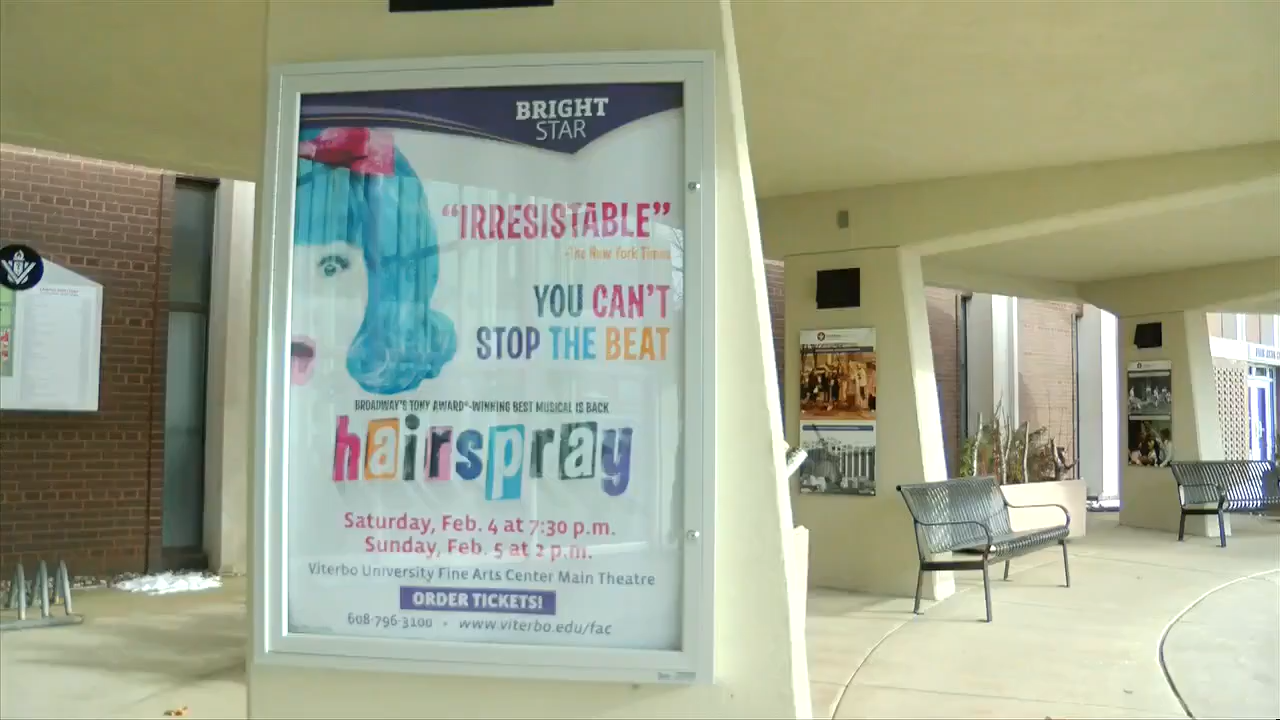 BRIGHT
STAR
"IRRESISTABLE"
-The New York Times
YOU CAN'T
STOP THE BEAT
BROADWAY'S TONY AWARD®-WINNING BEST MUSICAL IS BACK
hairspray
Saturday, Feb. 4 at 7:30 p.m.
Sunday, Feb. 5 at 2 p.m.
Viterbo University Fine Arts Center Main Theatre
ORDER TICKETS!
608-796-3100 • www.viterbo.edu/fac